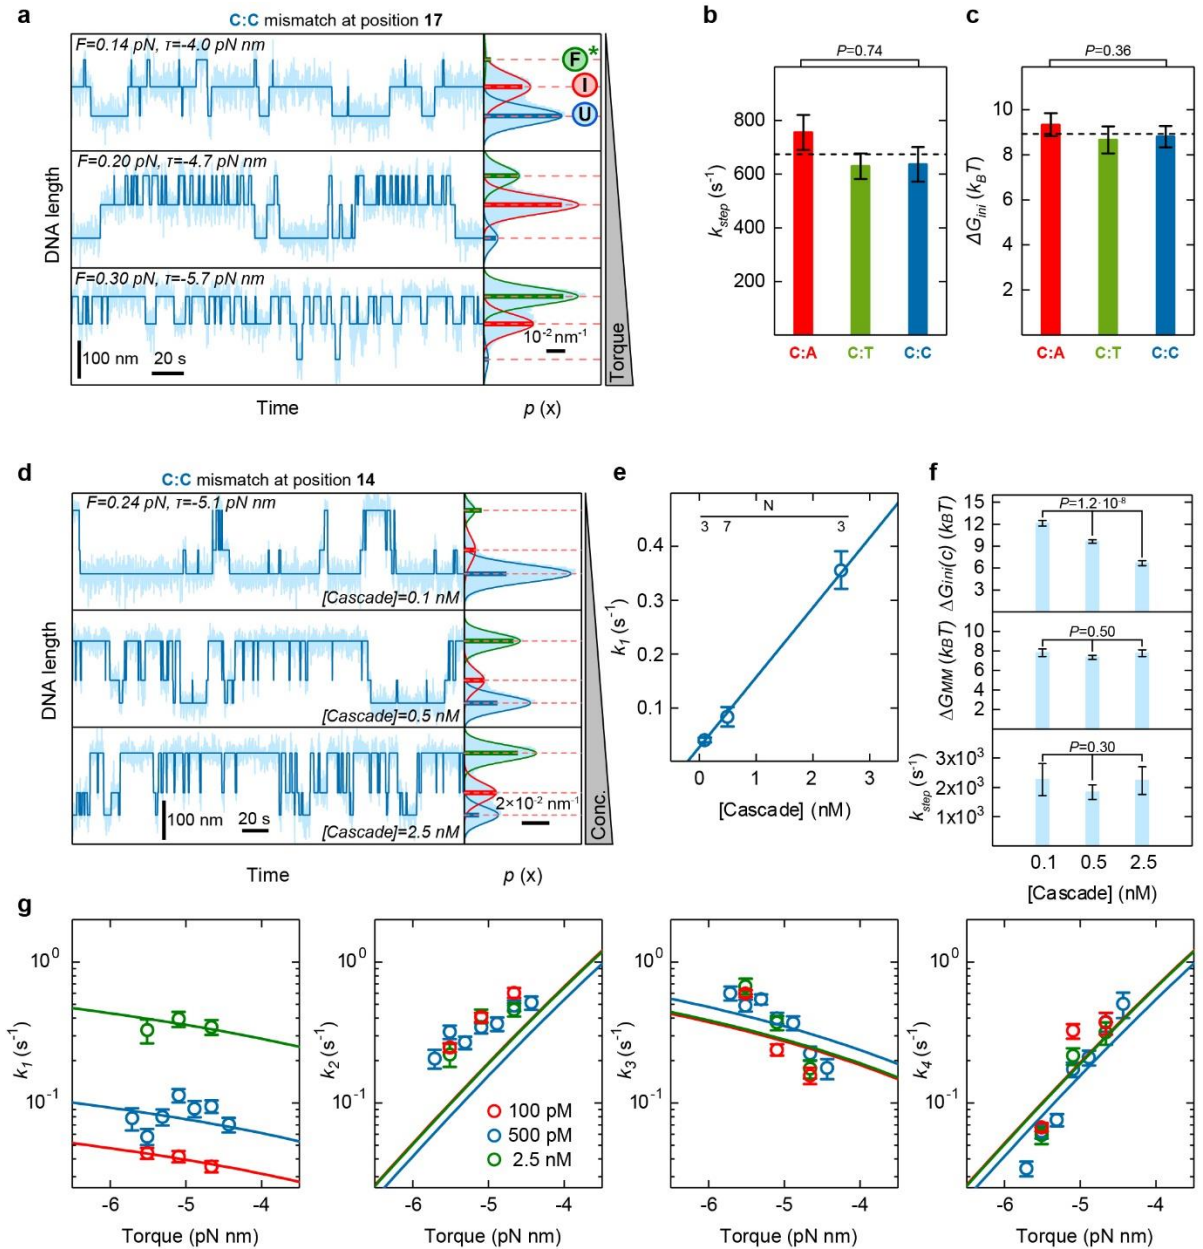 a
C:C mismatch at position 17
F=0.14 pN, τ=-4.0 pN nm
F*
I
U
F=0.20 pN, τ=-4.7 pN nm
F=0.30 pN, τ=-5.7 pN nm
DNA length
100 nm
20 s
10⁻² nm⁻¹
Torque
Time
p (x)
b
P=0.74
k_step (s⁻¹)
800
600
400
200
C:A
C:T
C:C
c
P=0.36
ΔG_ini (k_BT)
10
8
6
4
2
C:A
C:T
C:C
d
C:C mismatch at position 14
F=0.24 pN, τ=-5.1 pN nm
[Cascade]=0.1 nM
[Cascade]=0.5 nM
[Cascade]=2.5 nM
DNA length
100 nm
20 s
2×10⁻² nm⁻¹
Conc.
Time
p (x)
e
N
3
7
3
k₁ (s⁻¹)
0.4
0.3
0.2
0.1
0
1
2
3
[Cascade] (nM)
f
P=1.2·10⁻⁸
ΔGini(c) (kBT)
15
12
9
6
3
P=0.50
ΔGMM (kBT)
10
8
6
4
2
P=0.30
k_step (s⁻¹)
3x10³
2x10³
1x10³
0.1
0.5
2.5
[Cascade] (nM)
g
k₁ (s⁻¹)
10⁰
10⁻¹
-6
-5
-4
Torque (pN nm)
k₂ (s⁻¹)
10⁰
10⁻¹
100 pM
500 pM
2.5 nM
-6
-5
-4
Torque (pN nm)
k₃ (s⁻¹)
10⁰
10⁻¹
-6
-5
-4
Torque (pN nm)
k₄ (s⁻¹)
10⁰
10⁻¹
-6
-5
-4
Torque (pN nm)